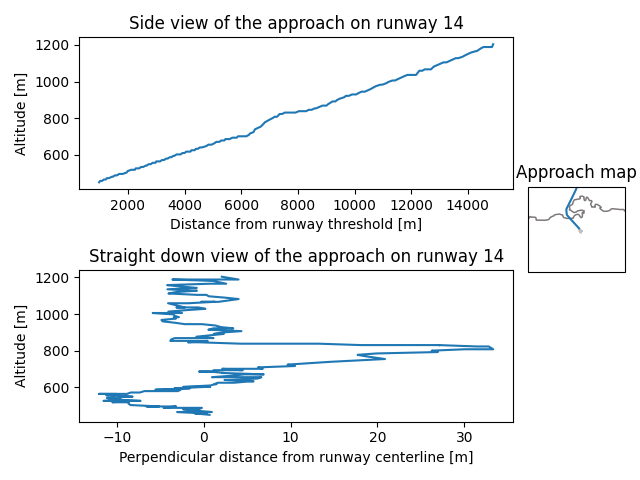 Side view of the approach on runway 14
1200
1000
800
600
Altitude [m]
2000 4000 6000 8000 10000 12000 14000
Distance from runway threshold [m]
Approach map
Straight down view of the approach on runway 14
1200
1000
800
600
Altitude [m]
−10 0 10 20 30
Perpendicular distance from runway centerline [m]